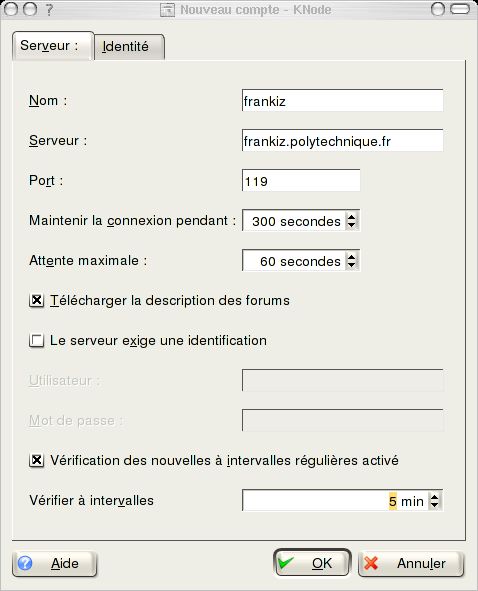 Nouveau compte - KNode
Serveur :
Identité
Nom :
frankiz
Serveur :
frankiz.polytechnique.fr
Port :
119
Maintenir la connexion pendant :
300 secondes
Attente maximale :
60 secondes
Télécharger la description des forums
Le serveur exige une identification
Utilisateur :
Mot de passe :
Vérification des nouvelles à intervalles régulières activé
Vérifier à intervalles
5 min
Aide
OK
Annuler